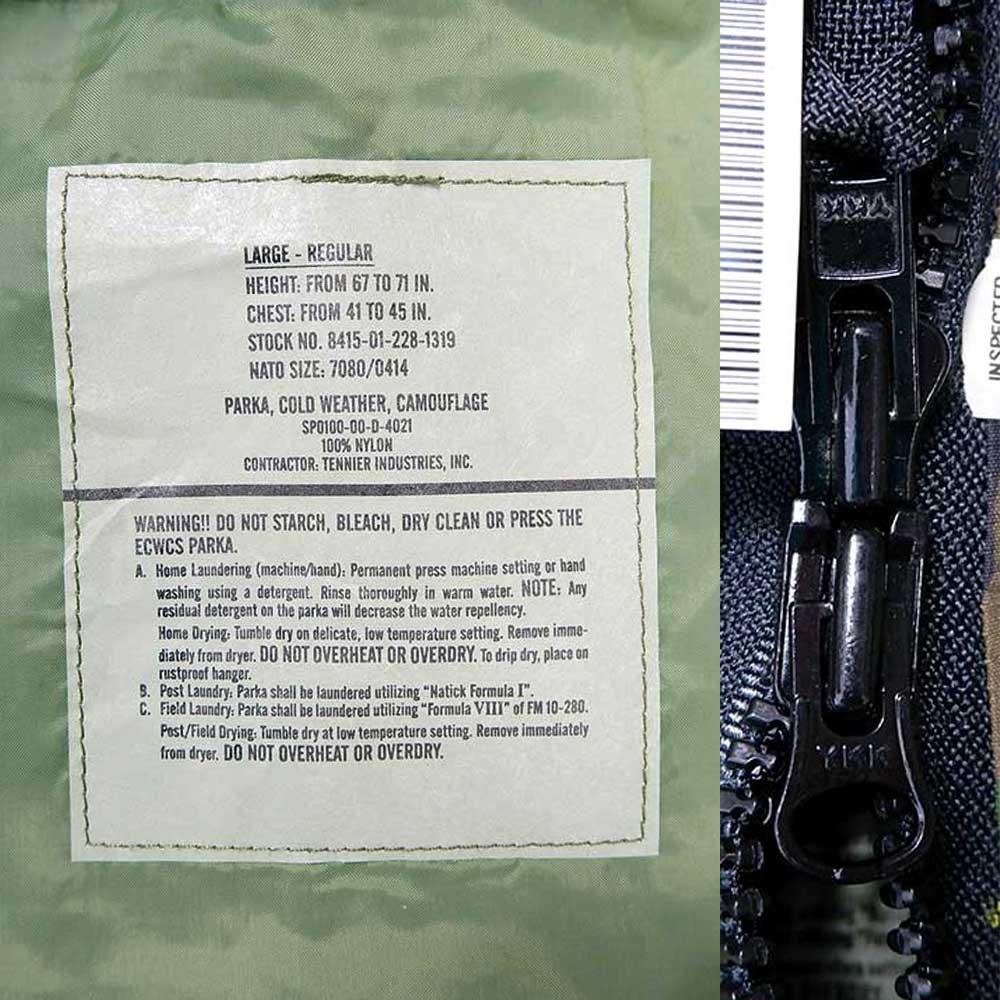 LARGE - REGULAR
HEIGHT: FROM 67 TO 71 IN.
CHEST: FROM 41 TO 45 IN.
STOCK NO. 8415-01-228-1319
NATO SIZE: 7080/0414
PARKA, COLD WEATHER, CAMOUFLAGE
SPO100-00-D-4021
100% NYLON
CONTRACTOR: TENNIER INDUSTRIES, INC.
WARNING!! DO NOT STARCH, BLEACH, DRY CLEAN OR PRESS THE
ECWCS PARKA.
A. Home Laundering (machine/hand): Permanent press machine setting or hand
washing using a detergent. Rinse thoroughly in warm water. NOTE: Any
residual detergent on the parka will decrease the water repellency.
Home Drying: Tumble dry on delicate, low temperature setting. Remove imme-
diately from dryer. DO NOT OVERHEAT OR OVERDRY. To drip dry, place on
rustproof hanger.
B. Post Laundry: Parka shall be laundered utilizing "Natick Formula I".
C. Field Laundry: Parka shall be laundered utilizing "Formula VIII" of FM 10-280.
Post/Field Drying: Tumble dry at low temperature setting. Remove immediately
from dryer. DO NOT OVERHEAT OR OVERDRY.
YKK
YKK
INSPECTED